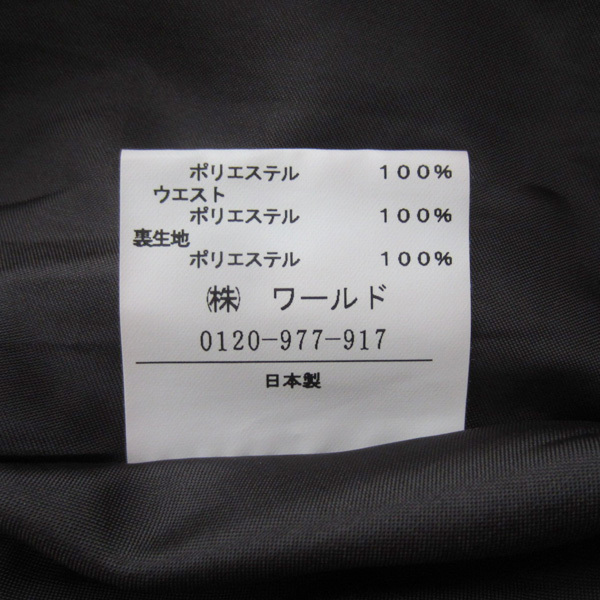 ポリエステル　１００％
ウエスト
ポリエステル　１００％
裏生地
ポリエステル　１００％
㈱　ワールド
0120-977-917
日本製